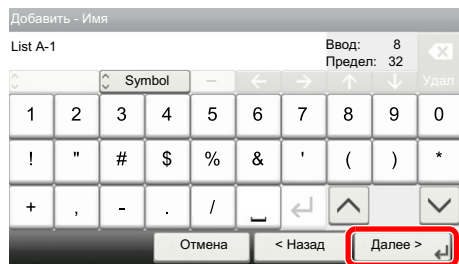 Добавить - Имя
List A-1
Ввод: 8
Предел: 32
Symbol
Удал
1 2 3 4 5 6 7 8 9 0
! " # $ % & ' ( ) *
+ , - . / _
Отмена < Назад Далее >